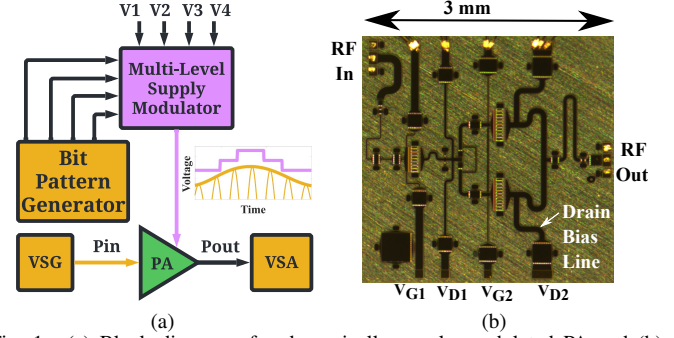 V1 V2 V3 V4
Multi-Level
Supply
Modulator
Bit
Pattern
Generator
Voltage
Time
VSG
Pin
PA
Pout
VSA
(a)
3 mm
RF
In
RF
Out
Drain
Bias
Line
VG1 VD1 VG2 VD2
(b)